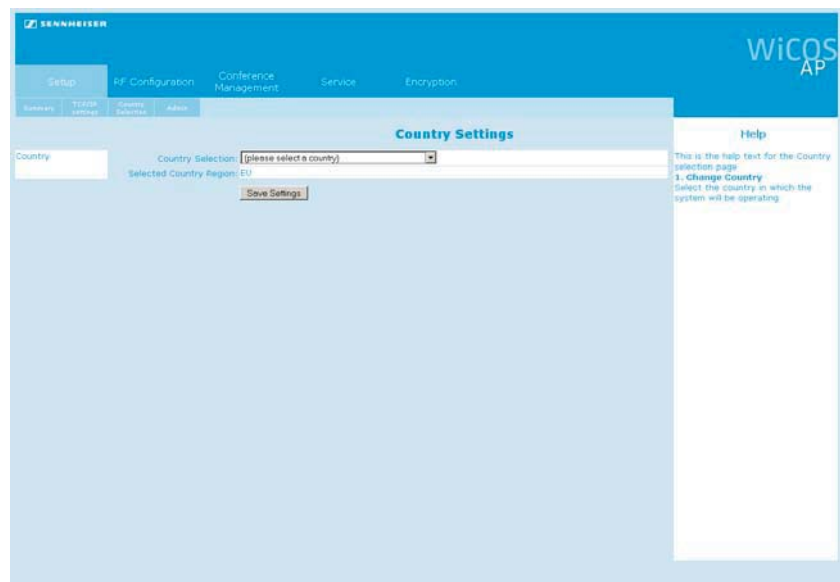 SENNHEISER
WiCOS
AP
Setup
RF Configuration
Conference
Management
Service
Encryption
Summary
TCP/IP
settings
Country
Selection
Admin
Country Settings
Country
Country Selection: (please select a country)
Selected Country Region: EU
Save Settings
Help
This is the help text for the Country
selection page
1. Change Country
Select the country in which the
system will be operating